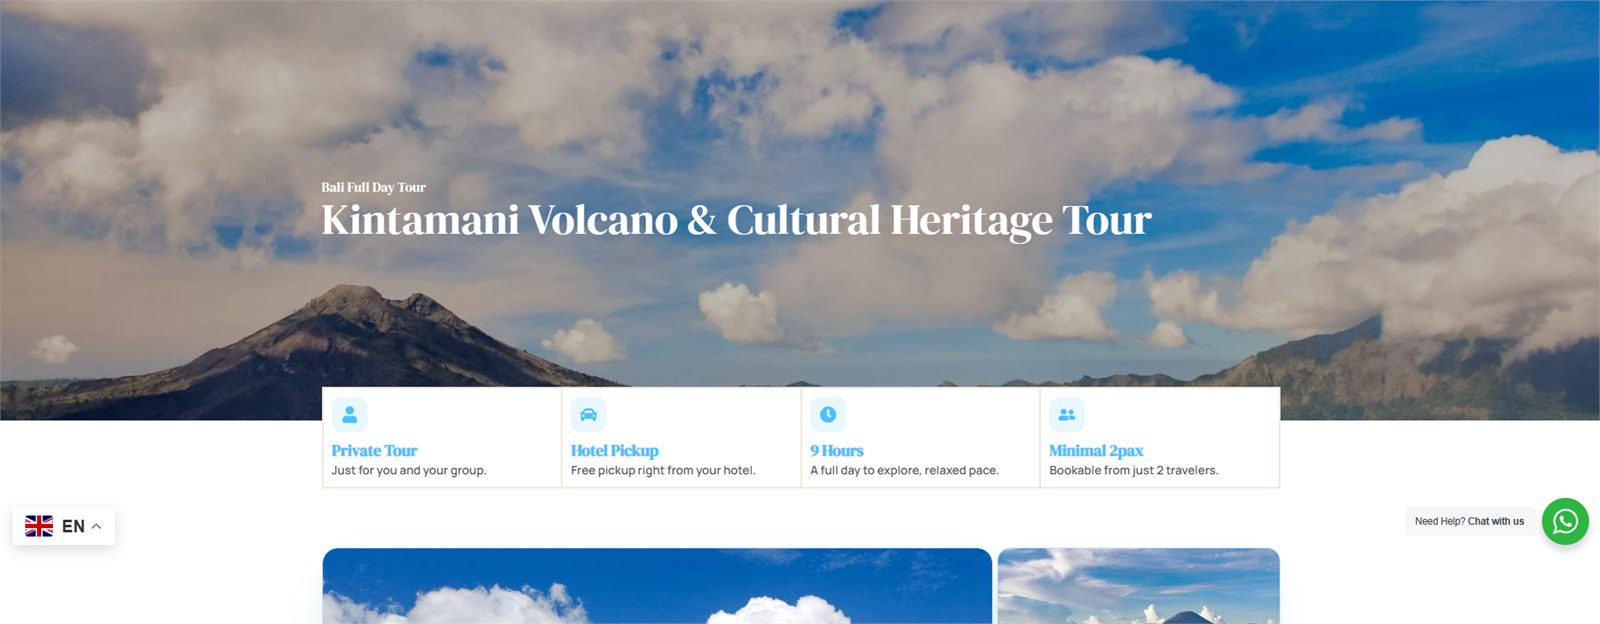 Bali Full Day Tour
Kintamani Volcano & Cultural Heritage Tour
Private Tour
Just for you and your group.
Hotel Pickup
Free pickup right from your hotel.
9 Hours
A full day to explore, relaxed pace.
Minimal 2pax
Bookable from just 2 travelers.
EN
Need Help? Chat with us